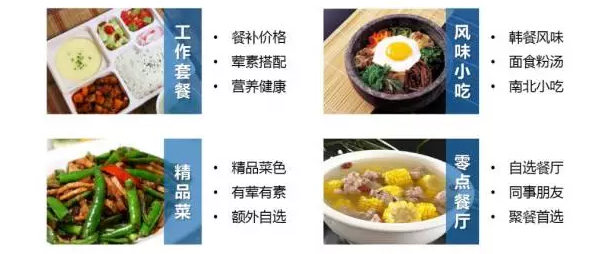 工作套餐
• 餐补价格
• 荤素搭配
• 营养健康
风味小吃
• 韩餐风味
• 面食粉汤
• 南北小吃
精品菜
• 精品菜色
• 有荤有素
• 额外自选
零点餐厅
• 自选餐厅
• 同事朋友
• 聚餐首选